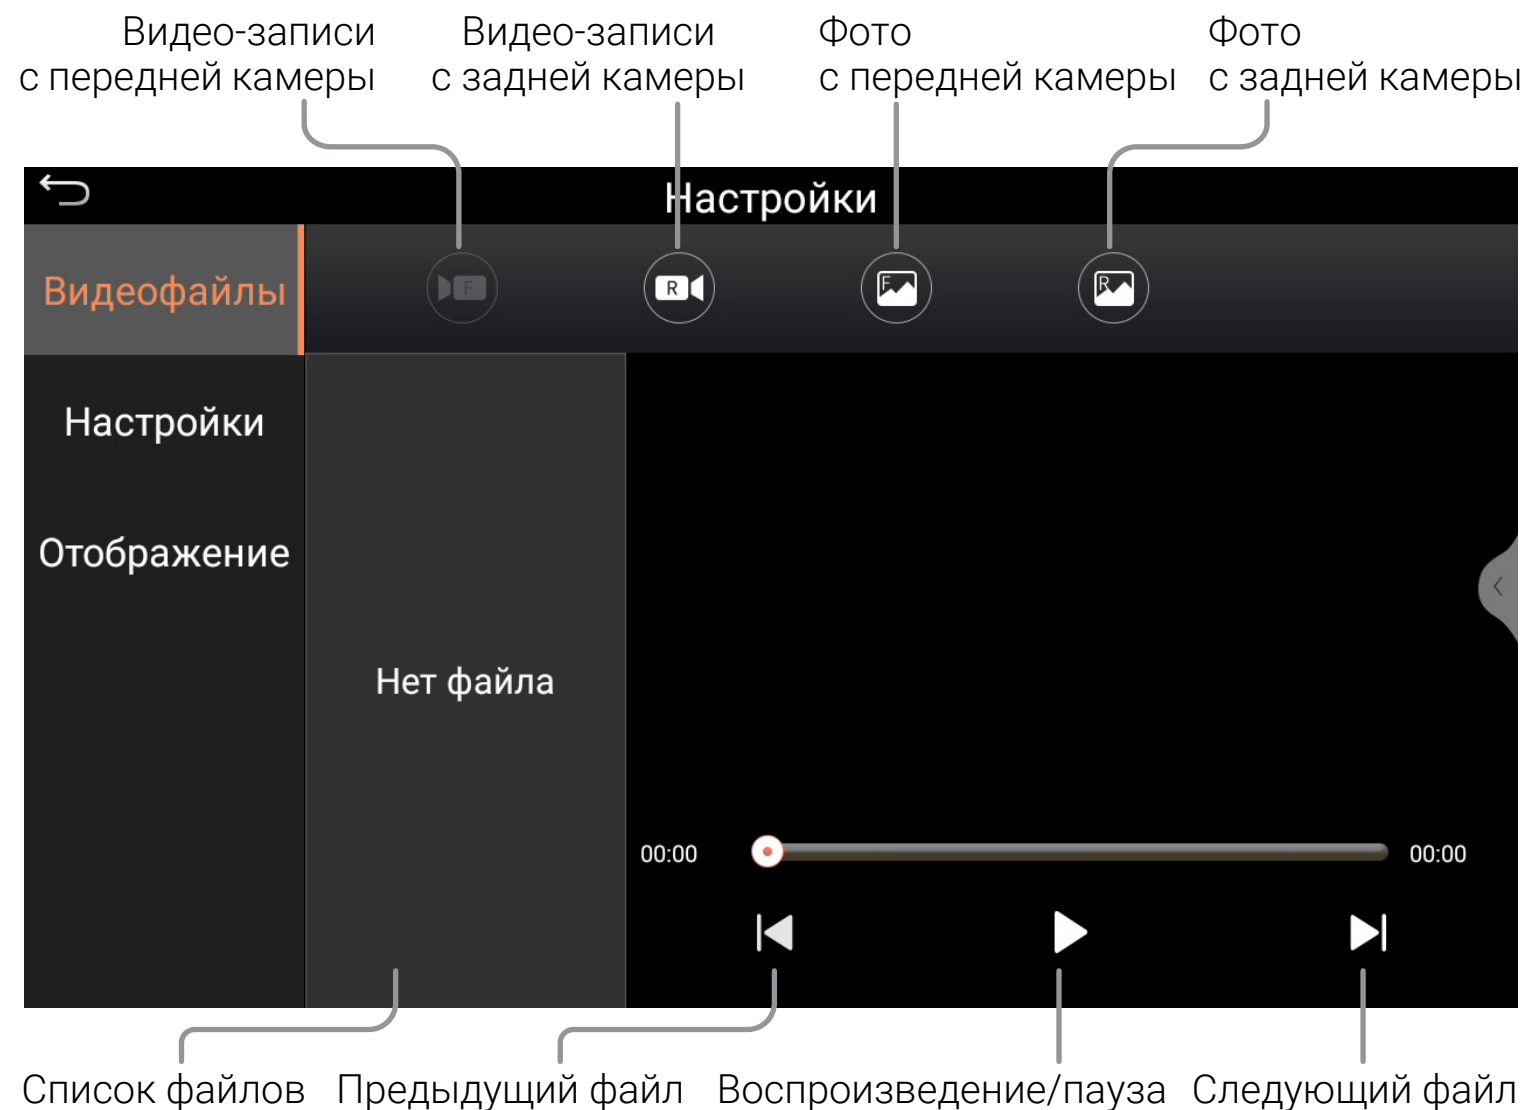 Видео-записи
с передней камеры
Видео-записи
с задней камеры
Фото
с передней камеры
Фото
с задней камеры
Настройки
Видеофайлы
F
R
F
R
Настройки
Отображение
Нет файла
00:00
00:00
Список файлов
Предыдущий файл
Воспроизведение/пауза
Следующий файл